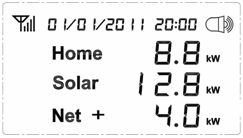 01/01/2011 20:00
Home 8.8 kW
Solar 12.8 kW
Net + 4.0 kW